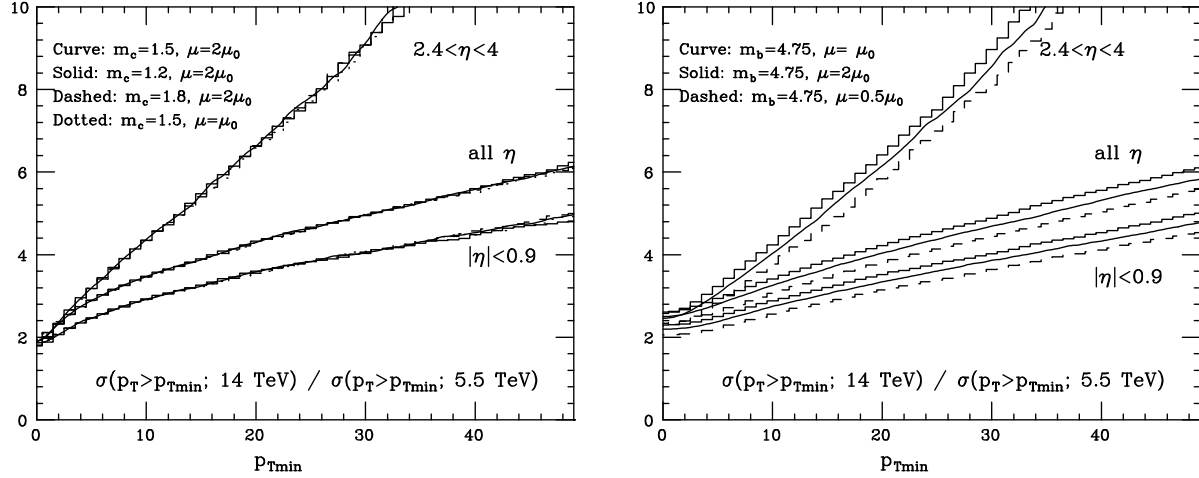 10
8
6
4
2
0
Curve: m_c=1.5, μ=2μ_0
Solid: m_c=1.2, μ=2μ_0
Dashed: m_c=1.8, μ=2μ_0
Dotted: m_c=1.5, μ=μ_0
2.4<η<4
all η
|η|<0.9
σ(p_T>p_Tmin; 14 TeV) / σ(p_T>p_Tmin; 5.5 TeV)
0 10 20 30 40
p_Tmin
10
8
6
4
2
0
Curve: m_b=4.75, μ= μ_0
Solid: m_b=4.75, μ=2μ_0
Dashed: m_b=4.75, μ=0.5μ_0
2.4<η<4
all η
|η|<0.9
σ(p_T>p_Tmin; 14 TeV) / σ(p_T>p_Tmin; 5.5 TeV)
0 10 20 30 40
p_Tmin